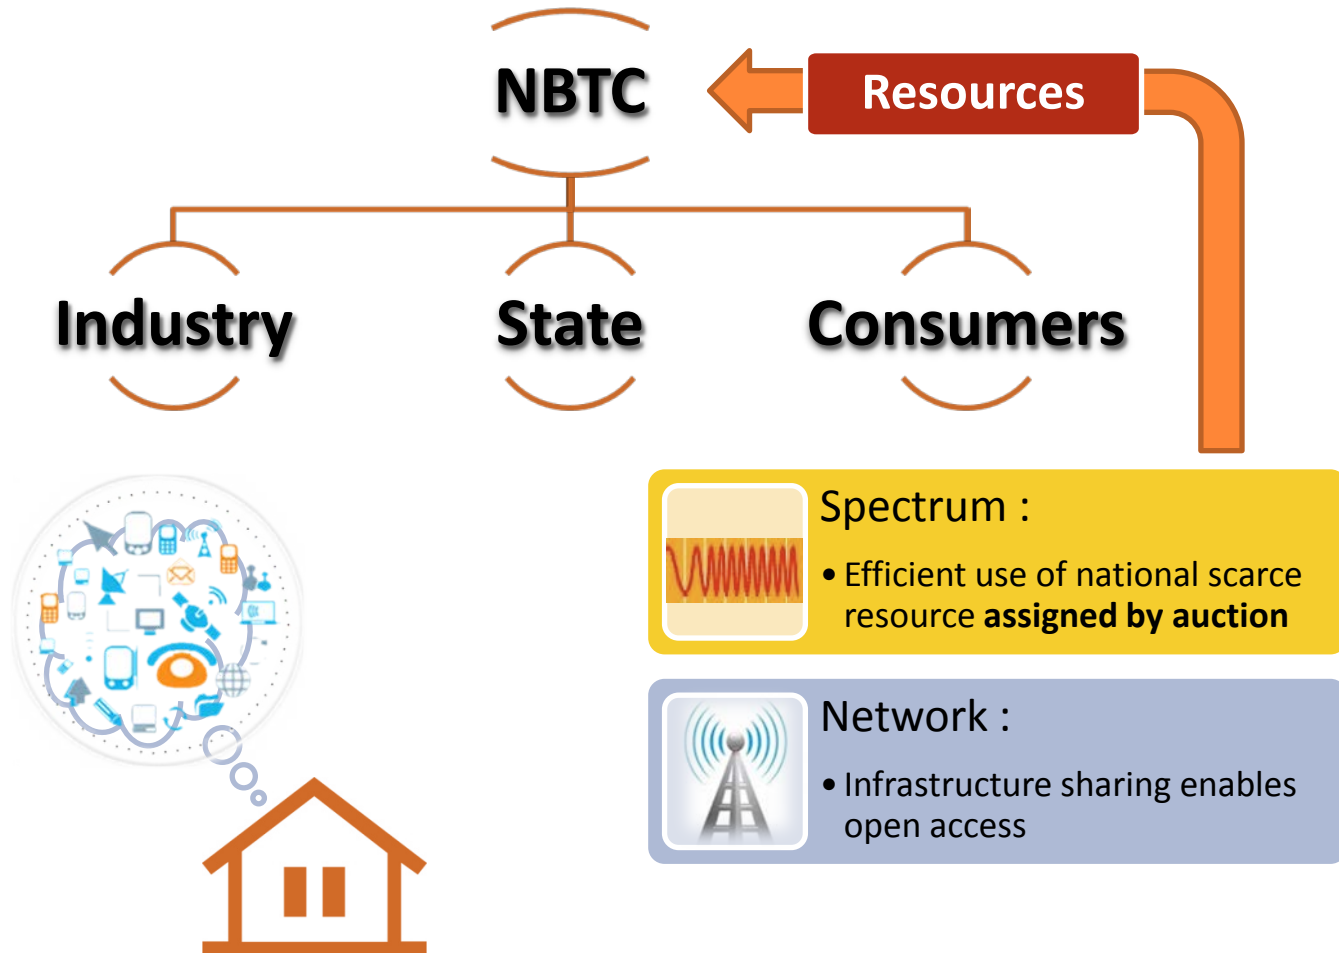 NBTC
Resources
Industry
State
Consumers
Spectrum :
• Efficient use of national scarce
resource assigned by auction
Network :
• Infrastructure sharing enables
open access